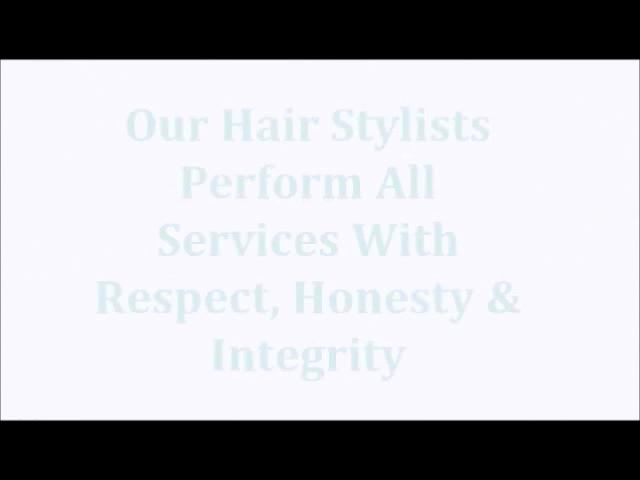 Our Hair Stylists
Perform All
Services With
Respect, Honesty &
Integrity